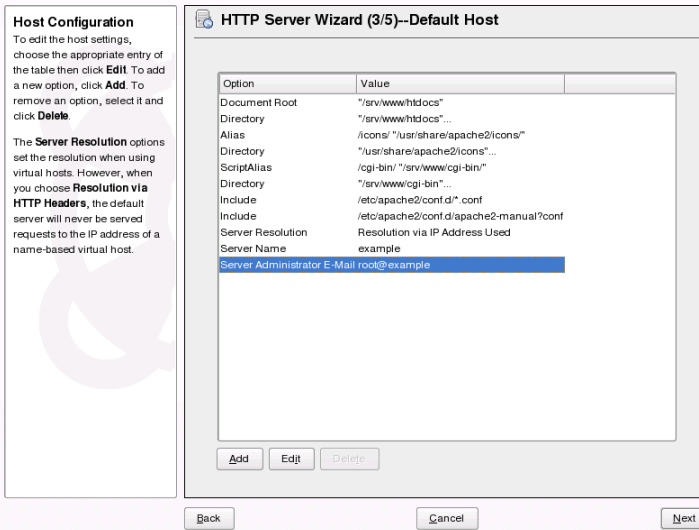 Host Configuration
To edit the host settings,
choose the appropriate entry of
the table then click Edit. To add
a new option, click Add. To
remove an option, select it and
click Delete.
The Server Resolution options
set the resolution when using
virtual hosts. However, when
you choose Resolution via
HTTP Headers, the default
server will never be served
requests to the IP address of a
name-based virtual host.
HTTP Server Wizard (3/5)--Default Host
Option Value
Document Root "/srv/www/htdocs"
Directory "/srv/www/htdocs"...
Alias /icons/ "/usr/share/apache2/icons/"
Directory "/usr/share/apache2/icons"...
ScriptAlias /cgi-bin/ "/srv/www/cgi-bin/"
Directory "/srv/www/cgi-bin"...
Include /etc/apache2/conf.d/*.conf
Include /etc/apache2/conf.d/apache2-manual?conf
Server Resolution Resolution via IP Address Used
Server Name example
Server Administrator E-Mail root@example
Add Edit Delete
Back Cancel Next